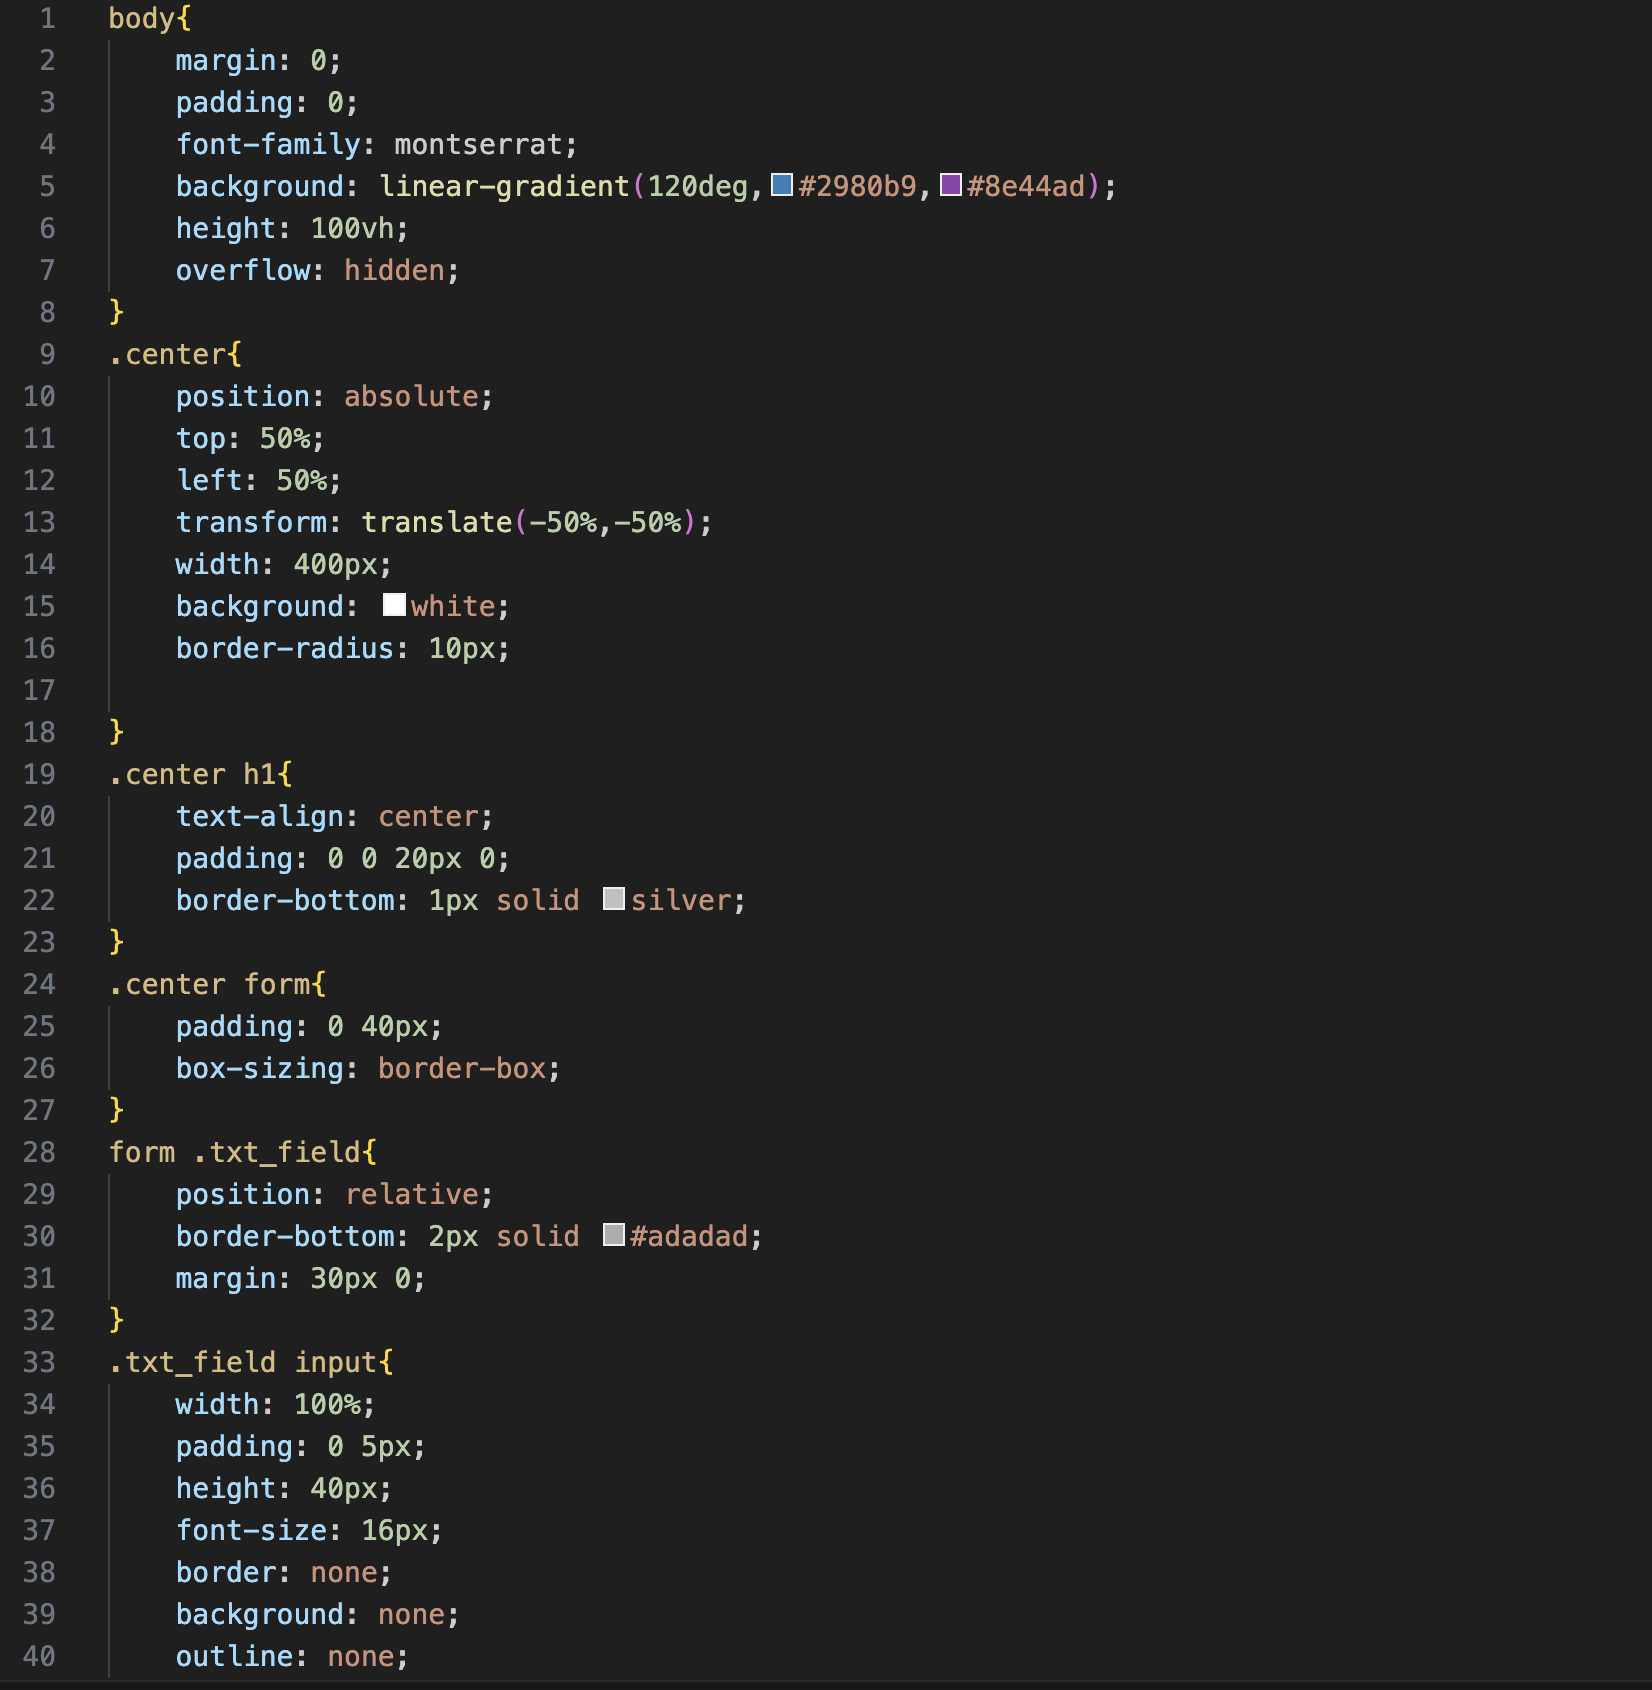 1 body{
2     margin: 0;
3     padding: 0;
4     font-family: montserrat;
5     background: linear-gradient(120deg,#2980b9,#8e44ad);
6     height: 100vh;
7     overflow: hidden;
8 }
9 .center{
10     position: absolute;
11     top: 50%;
12     left: 50%;
13     transform: translate(-50%,-50%);
14     width: 400px;
15     background: white;
16     border-radius: 10px;
17
18 }
19 .center h1{
20     text-align: center;
21     padding: 0 0 20px 0;
22     border-bottom: 1px solid silver;
23 }
24 .center form{
25     padding: 0 40px;
26     box-sizing: border-box;
27 }
28 form .txt_field{
29     position: relative;
30     border-bottom: 2px solid #adadad;
31     margin: 30px 0;
32 }
33 .txt_field input{
34     width: 100%;
35     padding: 0 5px;
36     height: 40px;
37     font-size: 16px;
38     border: none;
39     background: none;
40     outline: none;